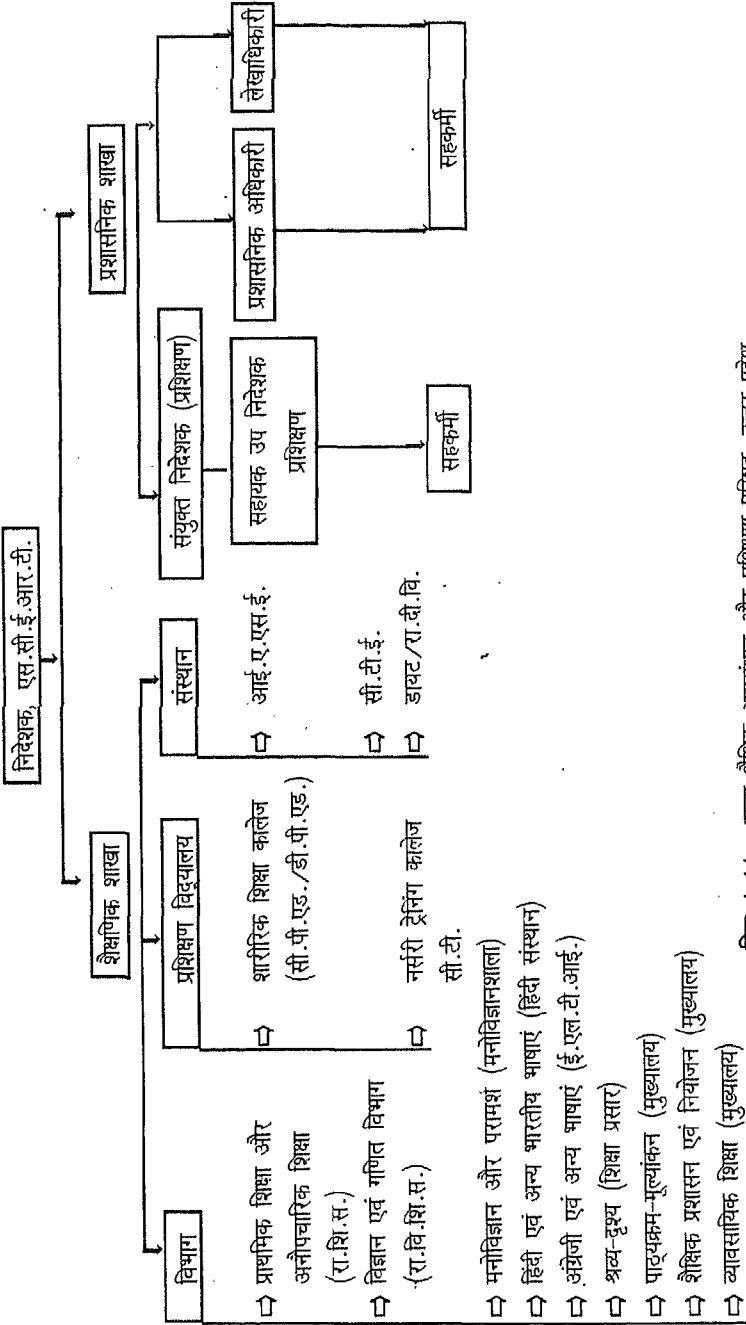 निदेशक, एस.सी.ई.आर.टी.
शैक्षणिक शाखा
प्रशासनिक शाखा
विभाग
प्रशिक्षण विद्यालय
संस्थान
संयुक्त निदेशक (प्रशिक्षण)
प्राथमिक शिक्षा और
अनौपचारिक शिक्षा
(रा.शि.स.)
विज्ञान एवं गणित विभाग
(रा.वि.शि.स.)
मनोविज्ञान और परामर्श (मनोविज्ञानशाला)
हिंदी एवं अन्य भारतीय भाषाएं (हिंदी संस्थान)
अंग्रेजी एवं अन्य भाषाएं (ई.एल.टी.आई.)
श्रव्य-दृश्य (शिक्षा प्रसार)
पाठ्यक्रम-मूल्यांकन (मुख्यालय)
शैक्षिक प्रशासन एवं नियोजन (मुख्यालय)
व्यावसायिक शिक्षा (मुख्यालय)
शारीरिक शिक्षा कालेज
(सी.पी.एड./डी.पी.एड.)
नर्सरी ट्रेनिंग कालेज
सी.टी.
आई.ए.एस.ई.
सी.टी.ई.
डायट/रा.दी.वि.
सहायक उप निदेशक
प्रशिक्षण
सहकर्मी
प्रशासनिक अधिकारी
लेखाधिकारी
सहकर्मी